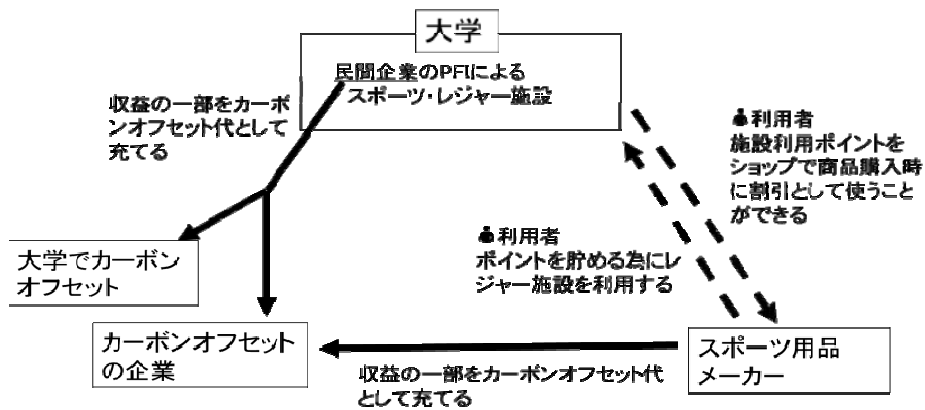 大学
民間企業のPFIによる
スポーツ・レジャー施設
収益の一部をカーボ
ンオフセット代として
充てる
利用者
施設利用ポイントを
ショップで商品購入時
に割引として使うこと
ができる
利用者
ポイントを貯める為にレ
ジャー施設を利用する
大学でカーボン
オフセット
カーボンオフセット
の企業
スポーツ用品
メーカー
収益の一部をカーボンオフセット代
として充てる